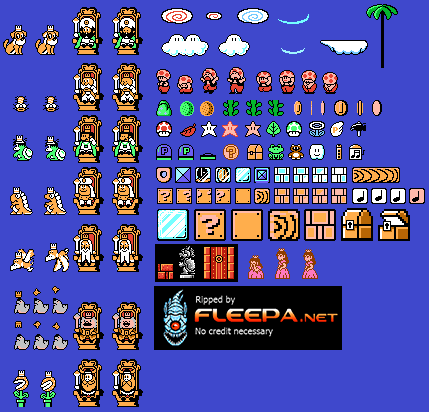 P P
?
?
Ripped by
FLEEPA.NET
No credit necessary